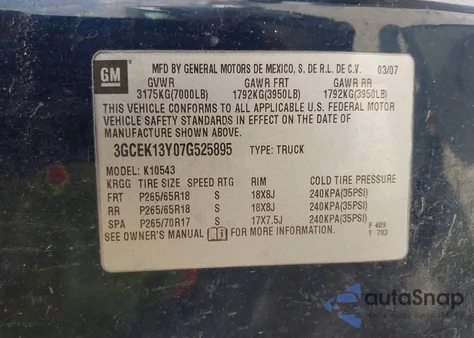 GM
MFD BY GENERAL MOTORS DE MEXICO, S. DE R.L. DE C.V. 03/07
GVWR GAWR FRT GAWR RR
3175KG(7000LB) 1792KG(3950LB) 1792KG(3950LB)
THIS VEHICLE CONFORMS TO ALL APPLICABLE U.S. FEDERAL MOTOR
VEHICLE SAFETY STANDARDS IN EFFECT ON THE DATE OF
MANUFACTURE SHOWN ABOVE.
3GCEK13Y07G525895 TYPE: TRUCK
MODEL: K10543
KRGG TIRE SIZE SPEED RTG RIM COLD TIRE PRESSURE
FRT P265/65R18 S 18X8J 240KPA(35PSI)
RR P265/65R18 S 18X8J 240KPA(35PSI)
SPA P265/70R17 S 17X7.5J 240KPA(35PSI)
SEE OWNER'S MANUAL FOR MORE INFORMATION.
F 409
T 703
autoSnap